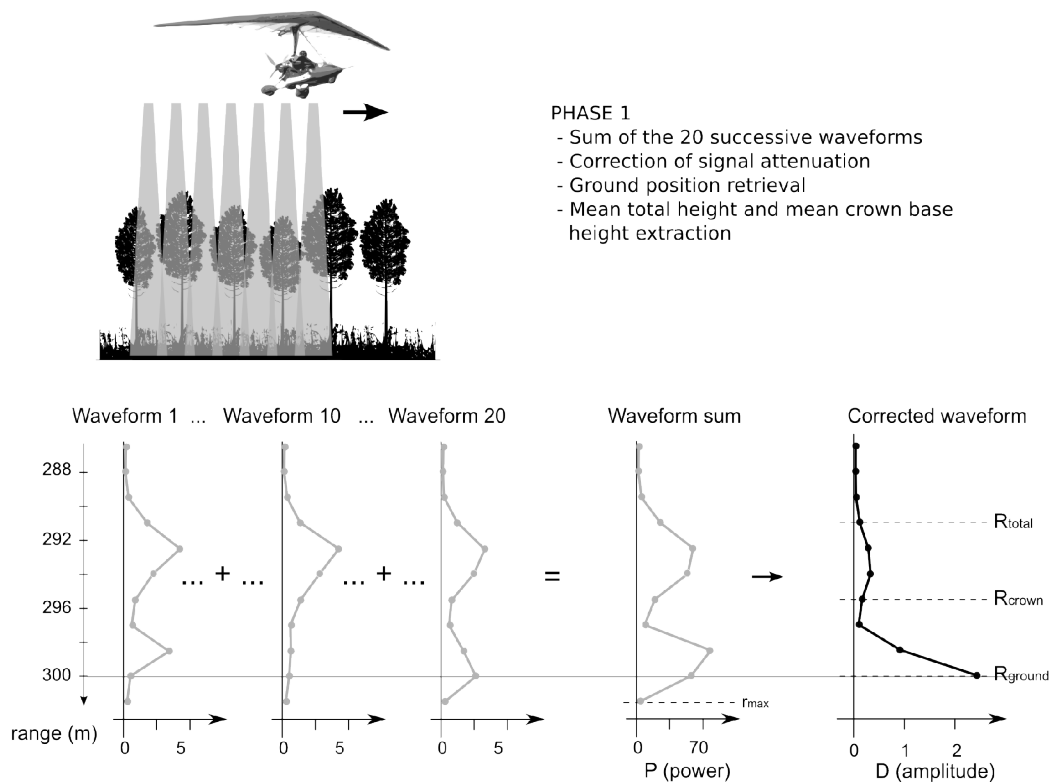 PHASE 1
- Sum of the 20 successive waveforms
- Correction of signal attenuation
- Ground position retrieval
- Mean total height and mean crown base
height extraction
Waveform 1 ... Waveform 10 ... Waveform 20
Waveform sum
Corrected waveform
288
292
296
300
range (m)
... + ... ... + ... =
Rtotal
Rcrown
Rground
rmax
0 5
0 5
0 5
0 70
P (power)
0 1 2
D (amplitude)